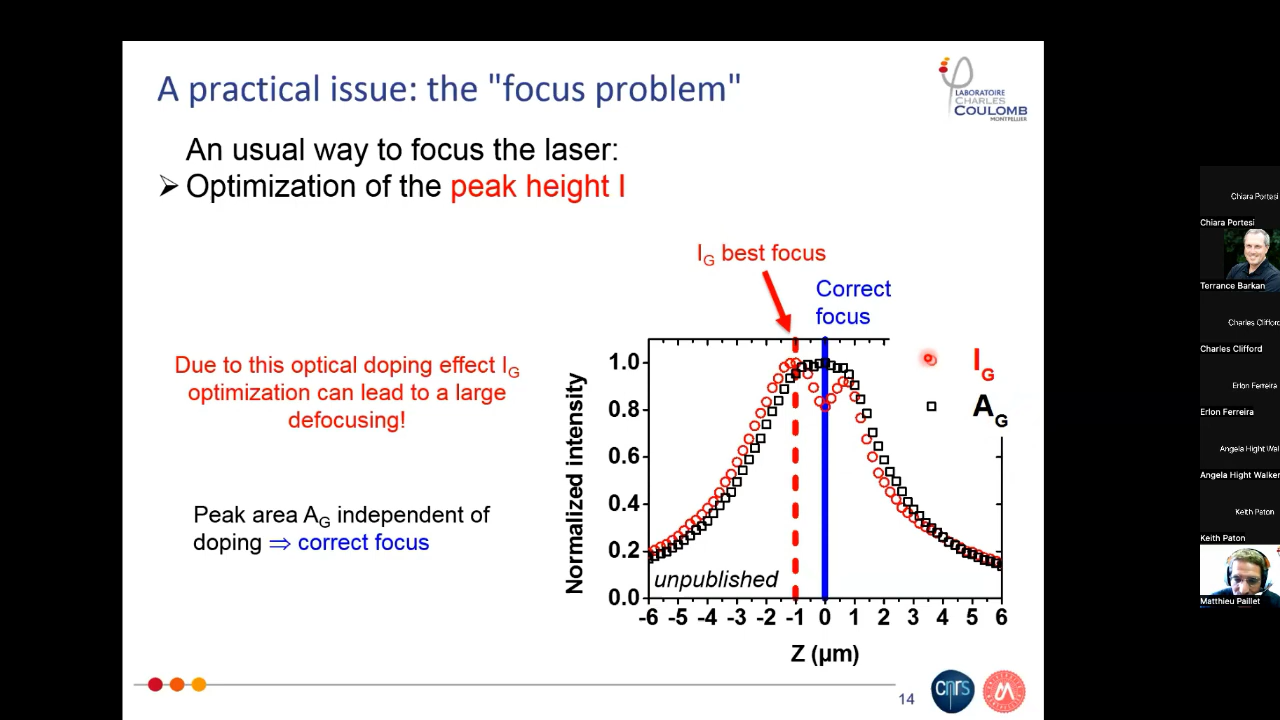 A practical issue: the "focus problem"
LABORATOIRE
CHARLES
COULOMB
MONTPELLIER
An usual way to focus the laser:
➢ Optimization of the peak height I
I_G best focus
Correct
focus
Due to this optical doping effect I_G
optimization can lead to a large
defocusing!
Peak area A_G independent of
doping ⇒ correct focus
Normalized intensity
1.0
0.8
0.6
0.4
0.2
0.0
I_G
A_G
unpublished
-6 -5 -4 -3 -2 -1 0 1 2 3 4 5 6
Z (µm)
14
cnrs
Chiara Portesi
Chiara Portesi
Terrance Barkan
Charles Clifford
Charles Clifford
Erlon Ferreira
Erlon Ferreira
Angela Hight Wal
Angela Hight Walker
Keith Paton
Keith Paton
Matthieu Paillet